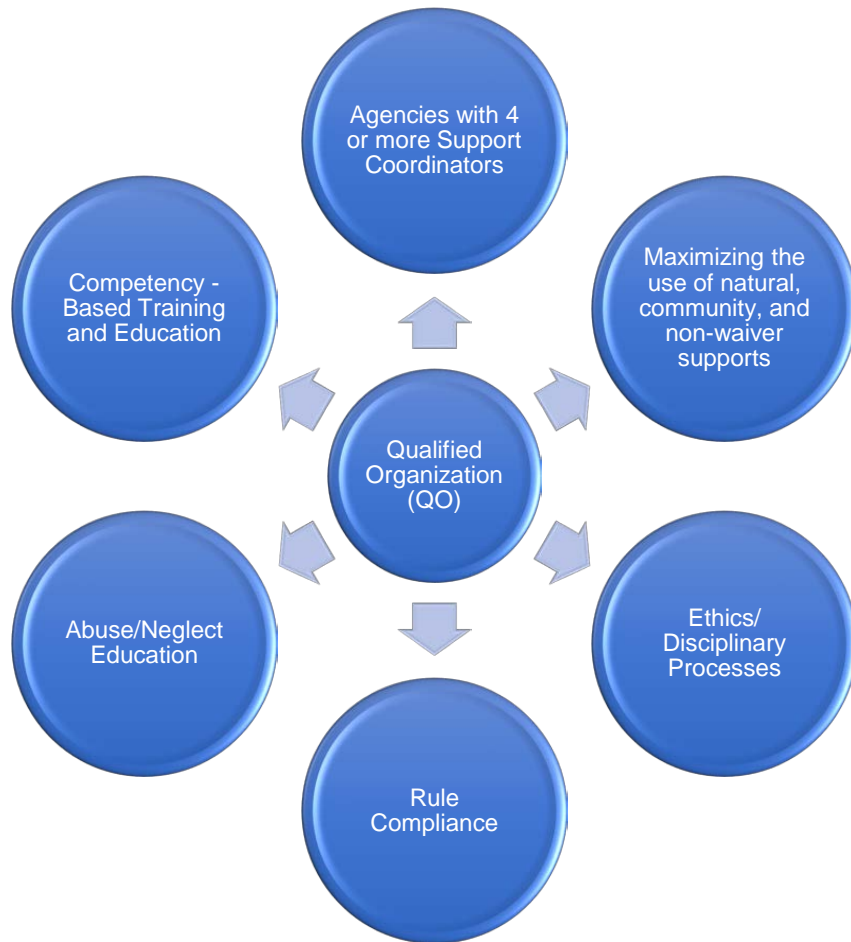 Agencies with 4
or more Support
Coordinators
Maximizing the
use of natural,
community, and
non-waiver
supports
Ethics/
Disciplinary
Processes
Rule
Compliance
Abuse/Neglect
Education
Competency -
Based Training
and Education
Qualified
Organization
(QO)